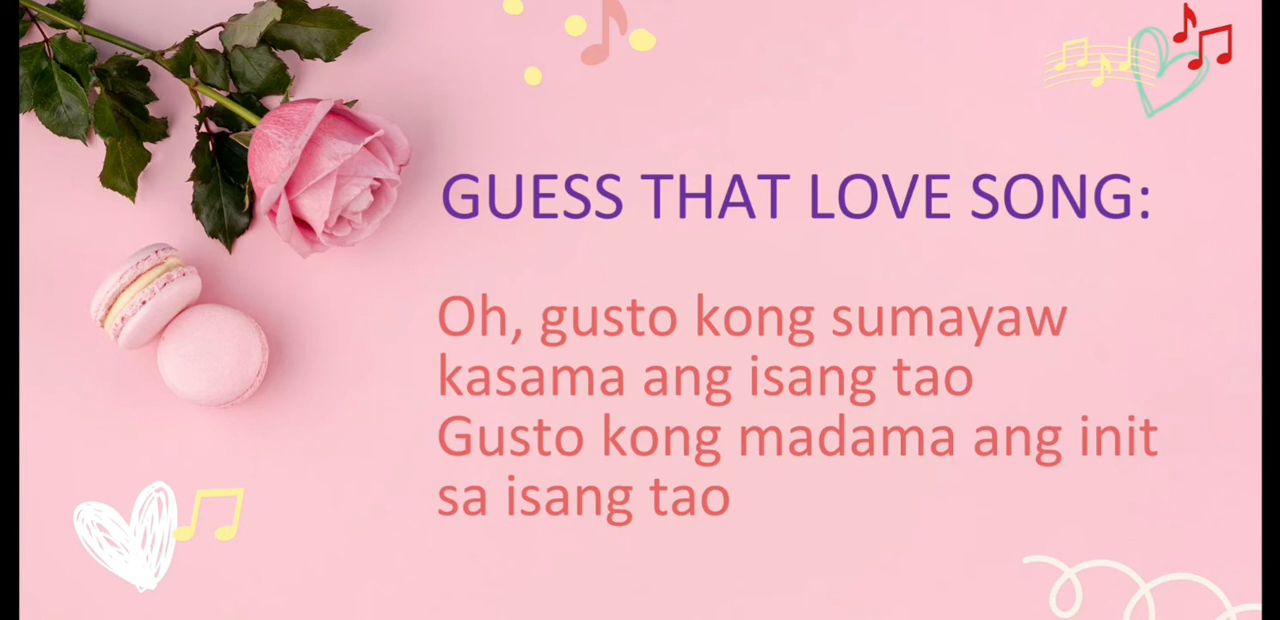 GUESS THAT LOVE SONG:
Oh, gusto kong sumayaw
kasama ang isang tao
Gusto kong madama ang init
sa isang tao